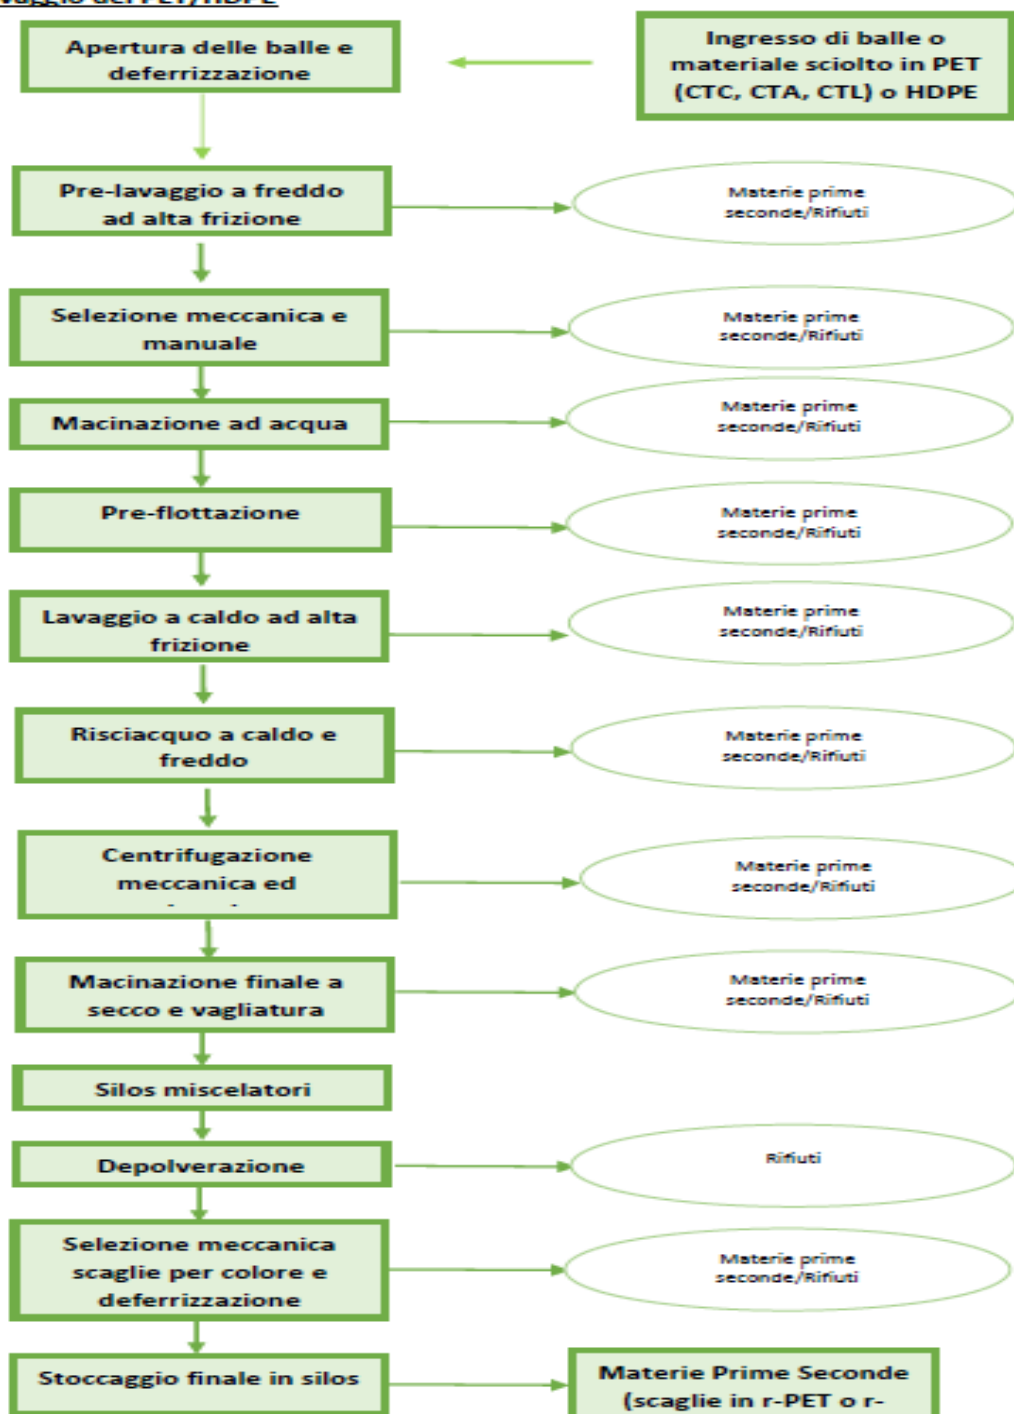 del PET/HDPE
Apertura delle balle e
deferrizzazione
Ingresso di balle o
materiale sciolto in PET
(CTC, CTA, CTL) o HDPE
Pre-lavaggio a freddo
ad alta frizione
Materie prime
seconde/Rifiuti
Selezione meccanica e
manuale
Materie prime
seconde/Rifiuti
Macinazione ad acqua
Materie prime
seconde/Rifiuti
Pre-flottazione
Materie prime
seconde/Rifiuti
Lavaggio a caldo ad alta
frizione
Materie prime
seconde/Rifiuti
Risciacquo a caldo e
freddo
Materie prime
seconde/Rifiuti
Centrifugazione
meccanica ed
Materie prime
seconde/Rifiuti
Macinazione finale a
secco e vagliatura
Materie prime
seconde/Rifiuti
Silos miscelatori
Depolverazione
Rifiuti
Selezione meccanica
scaglie per colore e
deferrizzazione
Materie prime
seconde/Rifiuti
Stoccaggio finale in silos
Materie Prime Seconde
(scaglie in r-PET o r-